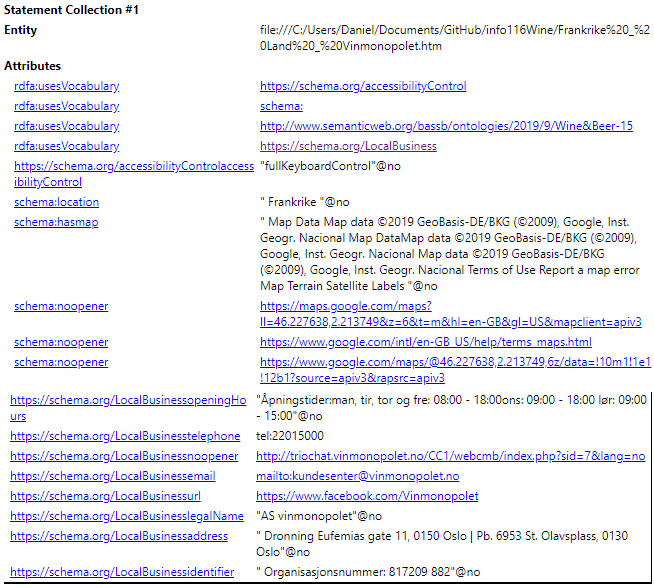 Statement Collection #1
Entity file:///C:/Users/Daniel/Documents/GitHub/info116Wine/Frankrike%20_%2
0Land%20_%20Vinmonopolet.htm
Attributes
rdfa:usesVocabulary https://schema.org/accessibilityControl
rdfa:usesVocabulary schema:
rdfa:usesVocabulary http://www.semanticweb.org/bassb/ontologies/2019/9/Wine&Beer-15
rdfa:usesVocabulary https://schema.org/LocalBusiness
https://schema.org/accessibilityControlaccess "fullKeyboardControl"@no
ibilityControl
schema:location " Frankrike "@no
schema:hasmap " Map Data Map data ©2019 GeoBasis-DE/BKG (©2009), Google, Inst.
Geogr. Nacional Map DataMap data ©2019 GeoBasis-DE/BKG (©2009),
Google, Inst. Geogr. Nacional Map data ©2019 GeoBasis-DE/BKG
(©2009), Google, Inst. Geogr. Nacional Terms of Use Report a map error
Map Terrain Satellite Labels "@no
schema:noopener https://maps.google.com/maps?
ll=46.227638,2.213749&z=6&t=m&hl=en-GB&gl=US&mapclient=apiv3
schema:noopener https://www.google.com/intl/en-GB_US/help/terms_maps.html
schema:noopener https://www.google.com/maps/@46.227638,2.213749,6z/data=!10m1!1e1
!12b1?source=apiv3&rapsrc=apiv3
https://schema.org/LocalBusinessopeningHo "Åpningstider:man, tir, tor og fre: 08:00 - 18:00ons: 09:00 - 18:00 lør: 09:00
urs - 15:00"@no
https://schema.org/LocalBusinesstelephone tel:22015000
https://schema.org/LocalBusinessnoopener http://triochat.vinmonopolet.no/CC1/webcmb/index.php?sid=7&lang=no
https://schema.org/LocalBusinessemail mailto:kundesenter@vinmonopolet.no
https://schema.org/LocalBusinessurl https://www.facebook.com/Vinmonopolet
https://schema.org/LocalBusinesslegalName "AS vinmonopolet"@no
https://schema.org/LocalBusinessaddress " Dronning Eufemias gate 11, 0150 Oslo | Pb. 6953 St. Olavsplass, 0130
Oslo"@no
https://schema.org/LocalBusinessidentifier " Organisasjonsnummer: 817209 882"@no